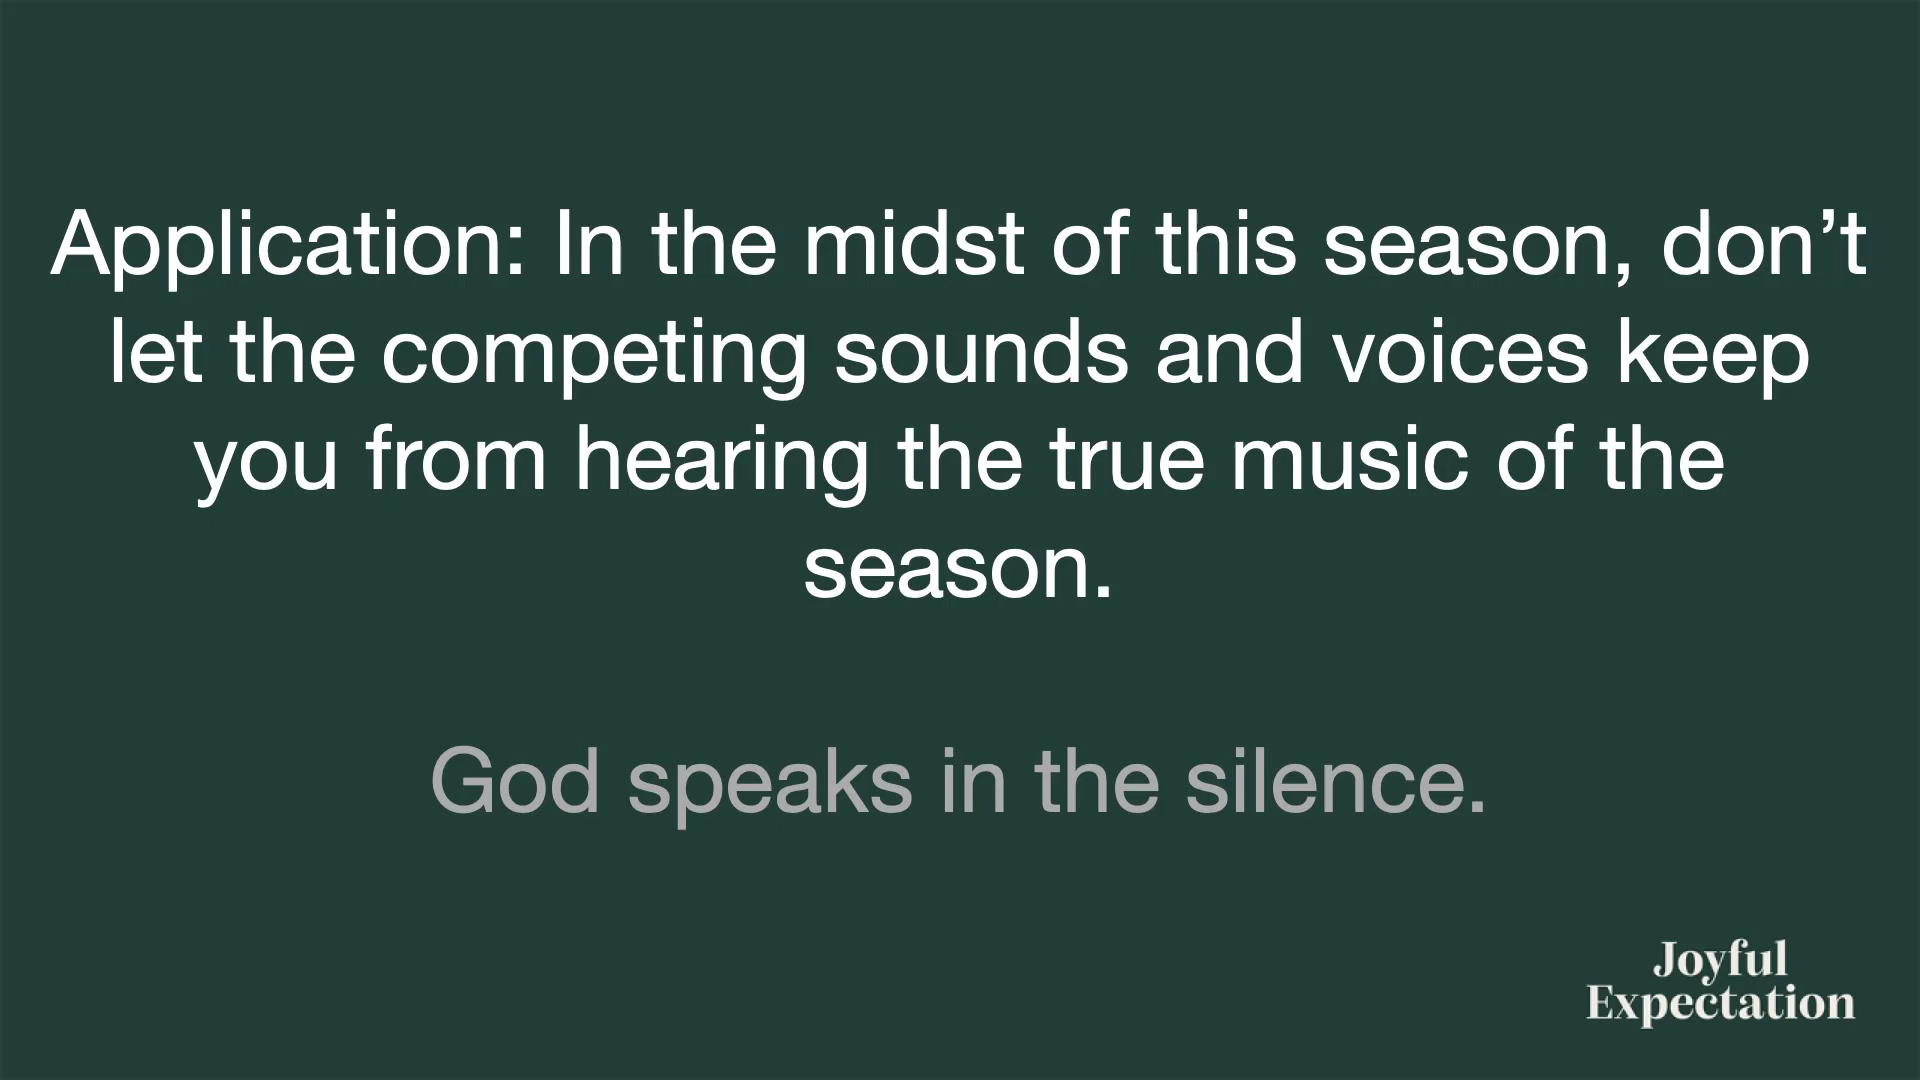 Application: In the midst of this season, don’t
let the competing sounds and voices keep
you from hearing the true music of the
season.
God speaks in the silence.
Joyful
Expectation